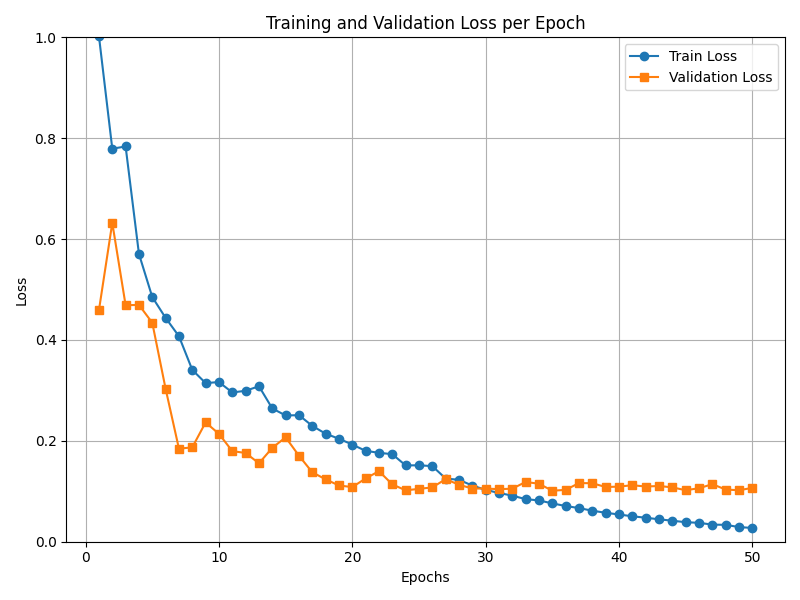 Training and Validation Loss per Epoch
Train Loss
Validation Loss
1.0
0.8
0.6
0.4
0.2
0.0
Loss
0 10 20 30 40 50
Epochs